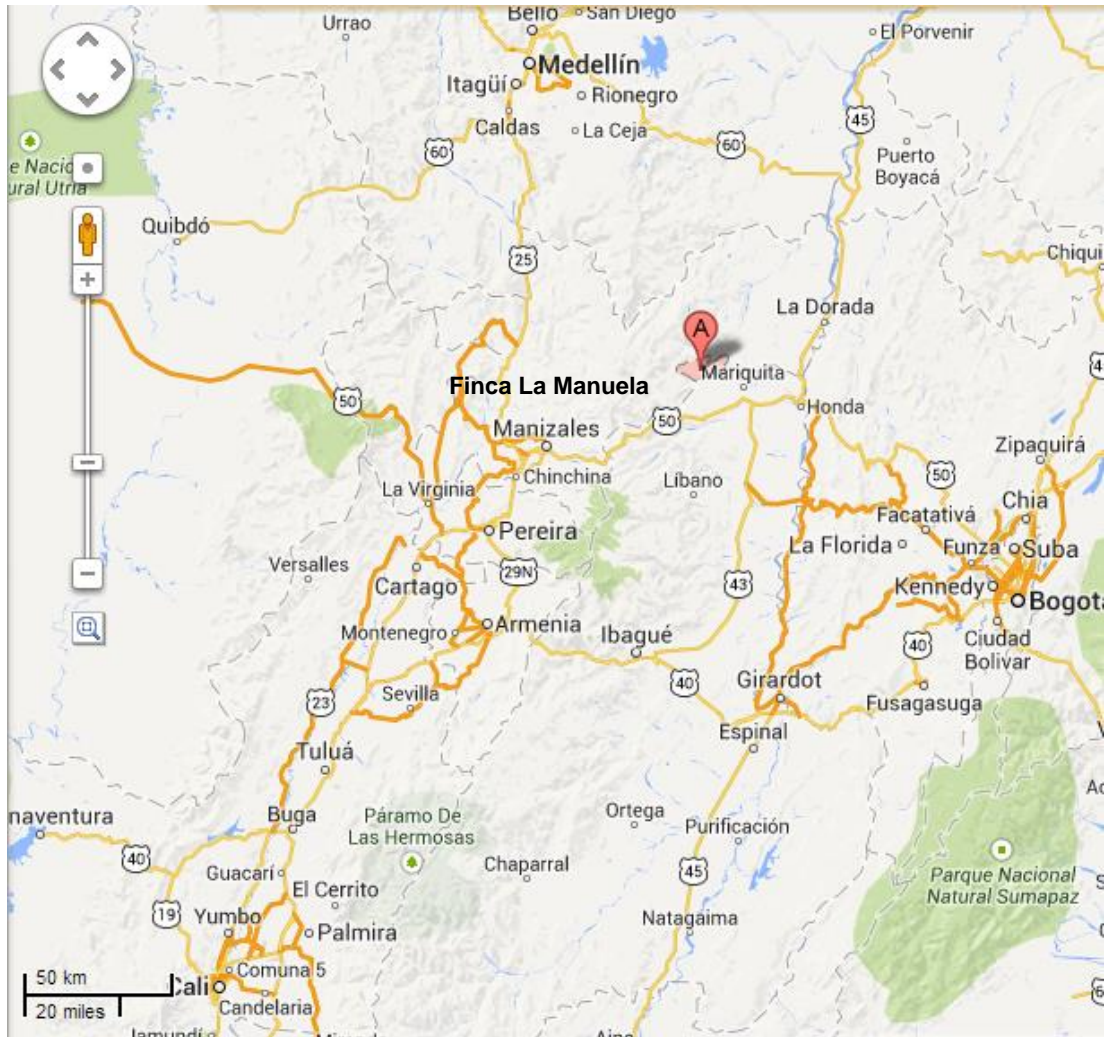 Urrao
Bello
San Diego
El Porvenir
Medellín
Itagüí
Rionegro
Caldas
La Ceja
45
60
60
Puerto
Boyacá
e Nacio
ural Utria
Quibdó
25
Chiqui
La Dorada
A
Mariquita
Finca La Manuela
50
50
Honda
Manizales
Zipaquirá
Chinchina
Líbano
50
La Virginia
Chia
Facatativá
Pereira
La Florida
Funza
Suba
Versalles
29N
Cartago
43
Kennedy
Bogota
Montenegro
Armenia
Ibagué
40
Ciudad
Bolivar
40
Girardot
Sevilla
23
Fusagasuga
Espinal
Tuluá
naventura
Buga
Páramo De
Las Hermosas
Ortega
Purificación
40
Chaparral
Guacarí
45
Parque Nacional
Natural Sumapaz
El Cerrito
19
Yumbo
Palmira
Natagaima
50 km
Comuna 5
Cali
20 miles
Candelaria
Jamundí